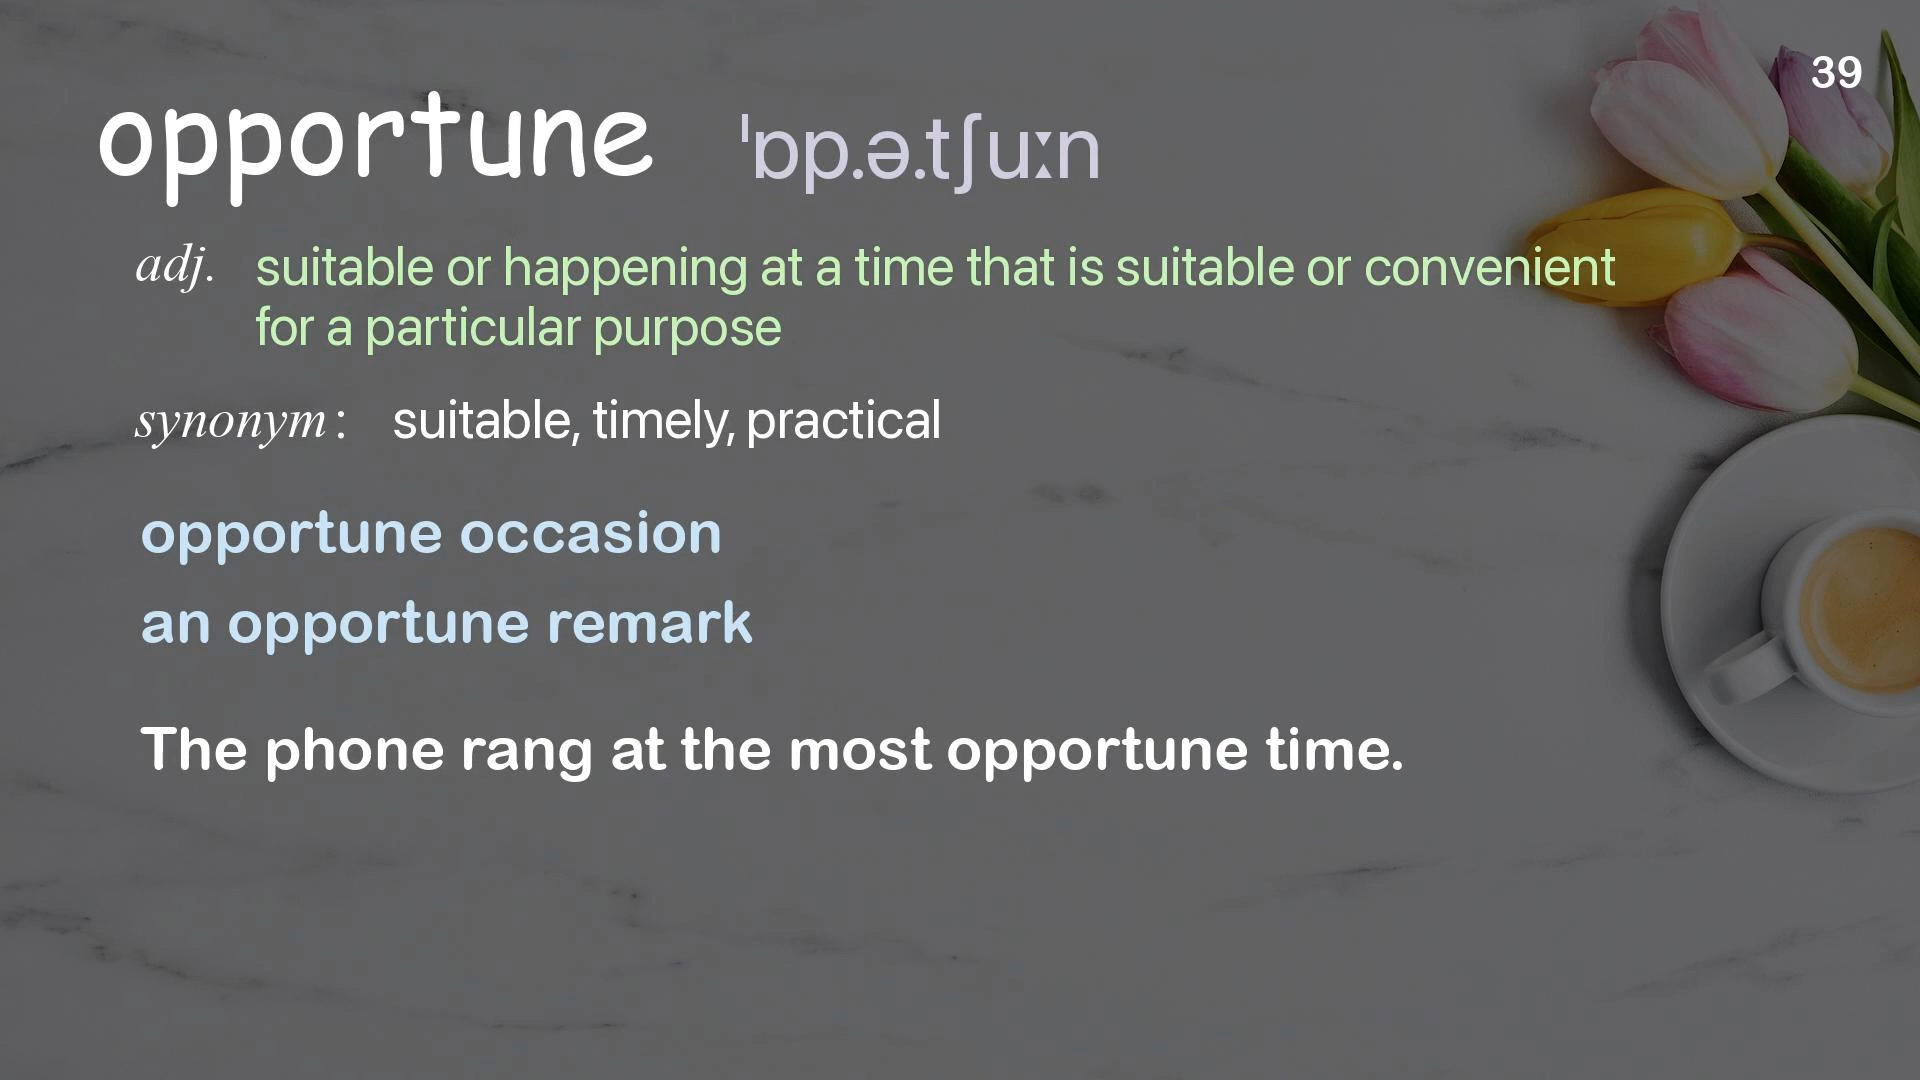 39
opportune ˈɒp.ə.tʃuːn
adj. suitable or happening at a time that is suitable or convenient
for a particular purpose
synonym : suitable, timely, practical
opportune occasion
an opportune remark
The phone rang at the most opportune time.